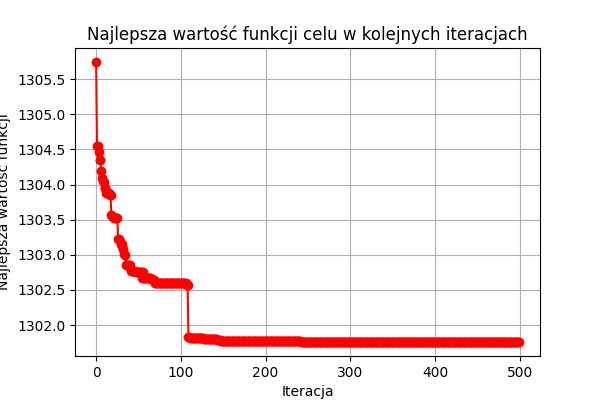 Najlepsza wartość funkcji celu w kolejnych iteracjach
Najlepsza wartość funkcji
1305.5
1305.0
1304.5
1304.0
1303.5
1303.0
1302.5
1302.0
0 100 200 300 400 500
Iteracja